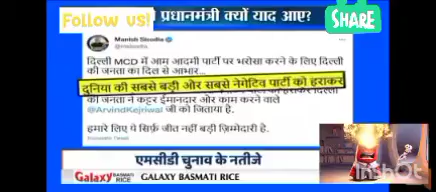 Follow us!
प्रधानमंत्री क्यों याद आए?
SHARE
Manish Sisodia
@msisodia
दिल्ली MCD में आम आदमी पार्टी पर भरोसा करने के लिए दिल्ली
की जनता का दिल से आभार...
दुनिया की सबसे बड़ी और सबसे नेगेटिव पार्टी को हराकर
की जनता ने कट्टर ईमानदार और काम करने वाले
@ArvindKejriwal जी को जिताया है.
हमारे लिए ये सिर्फ़ जीत नहीं बड़ी ज़िम्मेदारी है.
एमसीडी चुनाव के नतीजे
Galaxy BASMATI RICE GALAXY BASMATI RICE
InShOt